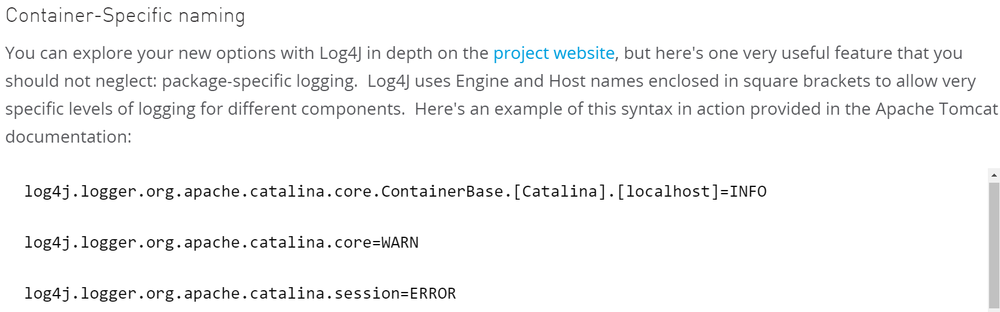 Container-Specific naming
You can explore your new options with Log4J in depth on the project website, but here's one very useful feature that you
should not neglect: package-specific logging.  Log4J uses Engine and Host names enclosed in square brackets to allow very
specific levels of logging for different components.  Here's an example of this syntax in action provided in the Apache Tomcat
documentation:
log4j.logger.org.apache.catalina.core.ContainerBase.[Catalina].[localhost]=INFO
log4j.logger.org.apache.catalina.core=WARN
log4j.logger.org.apache.catalina.session=ERROR